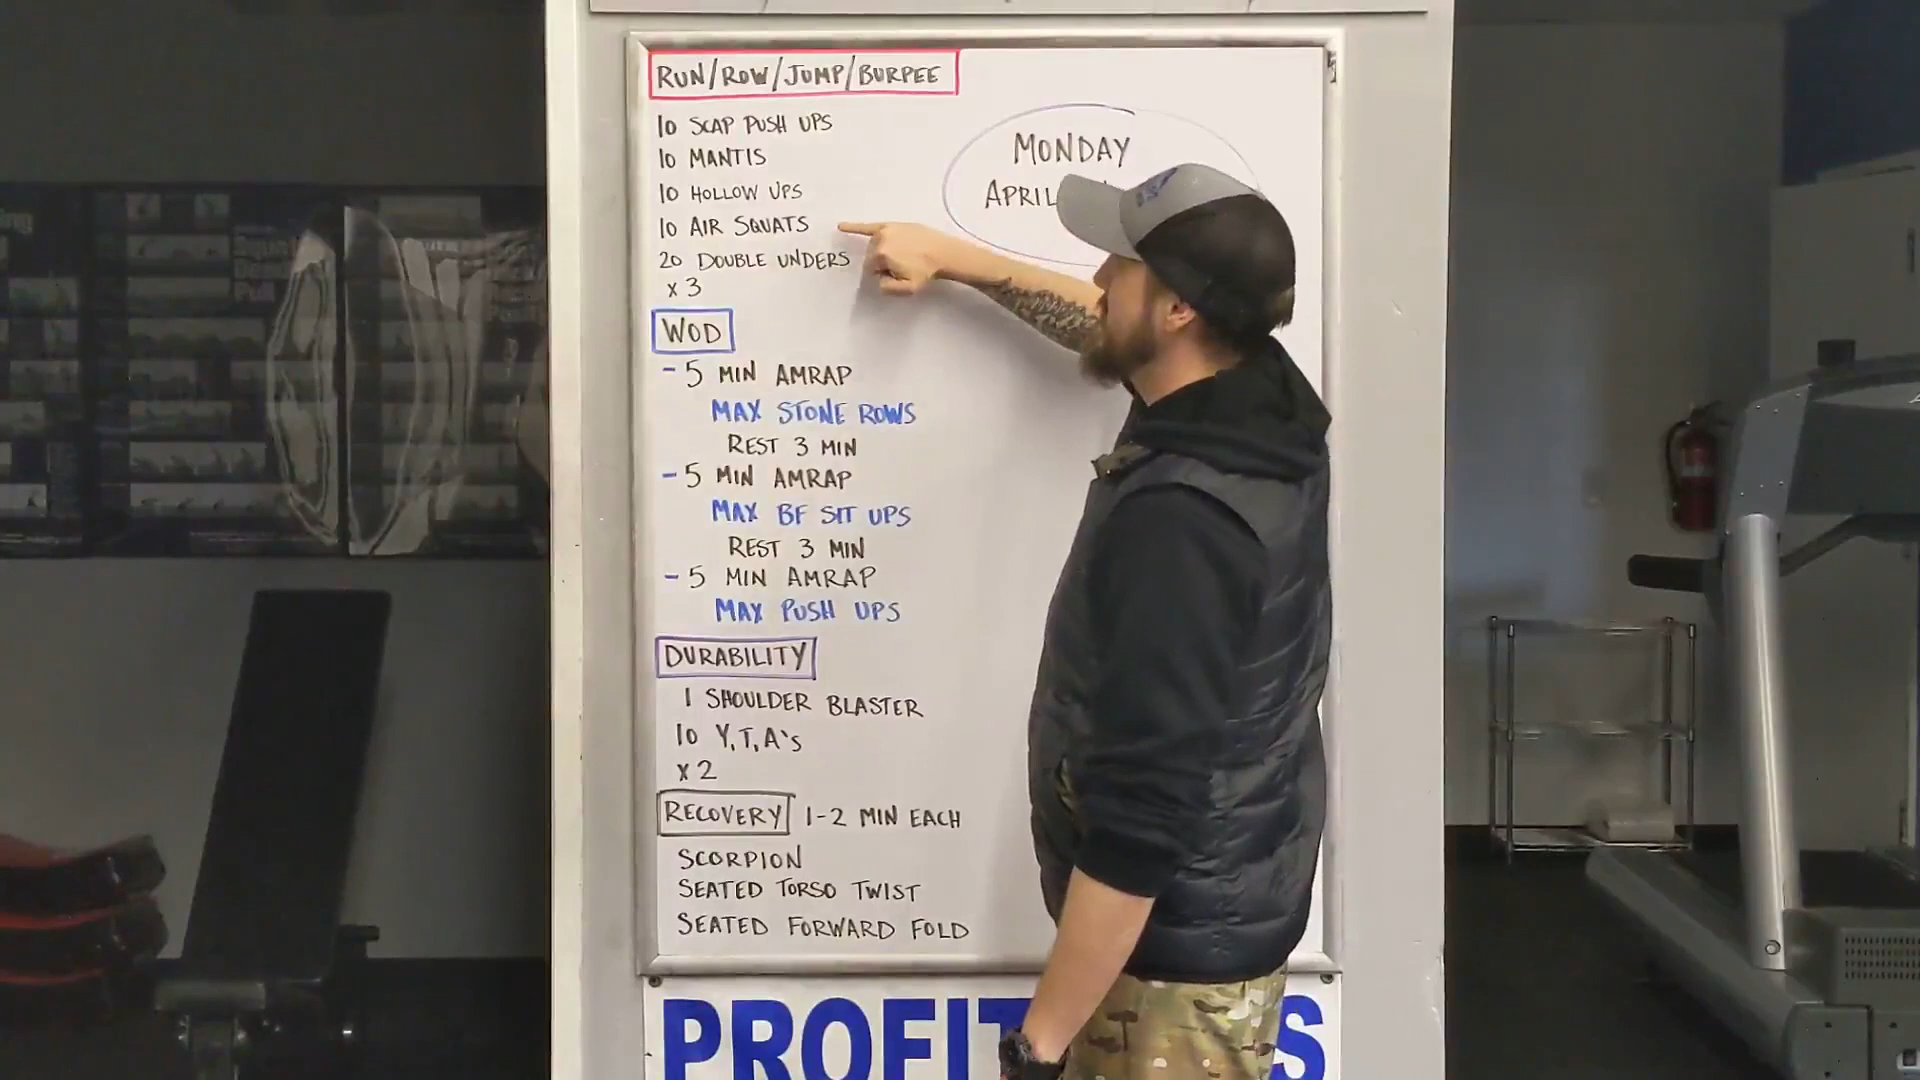 RUN/ROW/JUMP/BURPEE
10 SCAP PUSH UPS
10 MANTIS
10 HOLLOW UPS
10 AIR SQUATS
20 DOUBLE UNDERS
x 3
MONDAY
APRIL
WOD
- 5 MIN AMRAP
MAX STONE ROWS
REST 3 MIN
- 5 MIN AMRAP
MAX BF SIT UPS
REST 3 MIN
- 5 MIN AMRAP
MAX PUSH UPS
DURABILITY
1 SHOULDER BLASTER
10 Y,T,A's
x 2
RECOVERY 1-2 MIN EACH
SCORPION
SEATED TORSO TWIST
SEATED FORWARD FOLD